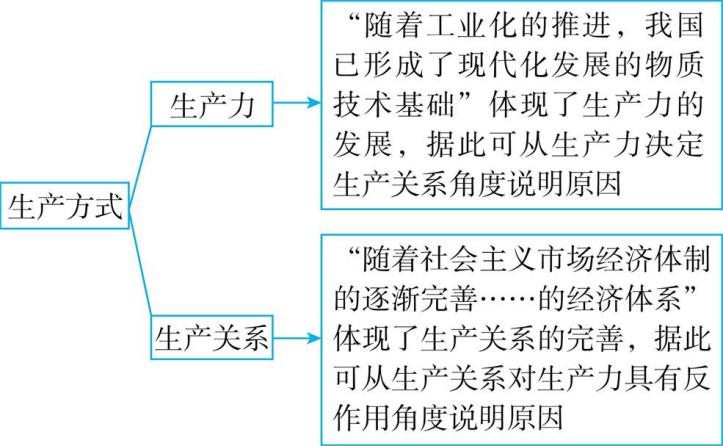 “随着工业化的推进，我国
已形成了现代化发展的物质
技术基础”体现了生产力的
发展，据此可从生产力决定
生产关系角度说明原因
生产力
生产方式
“随着社会主义市场经济体制
的逐渐完善……的经济体系”
体现了生产关系的完善，据此
可从生产关系对生产力具有反
作用角度说明原因
生产关系